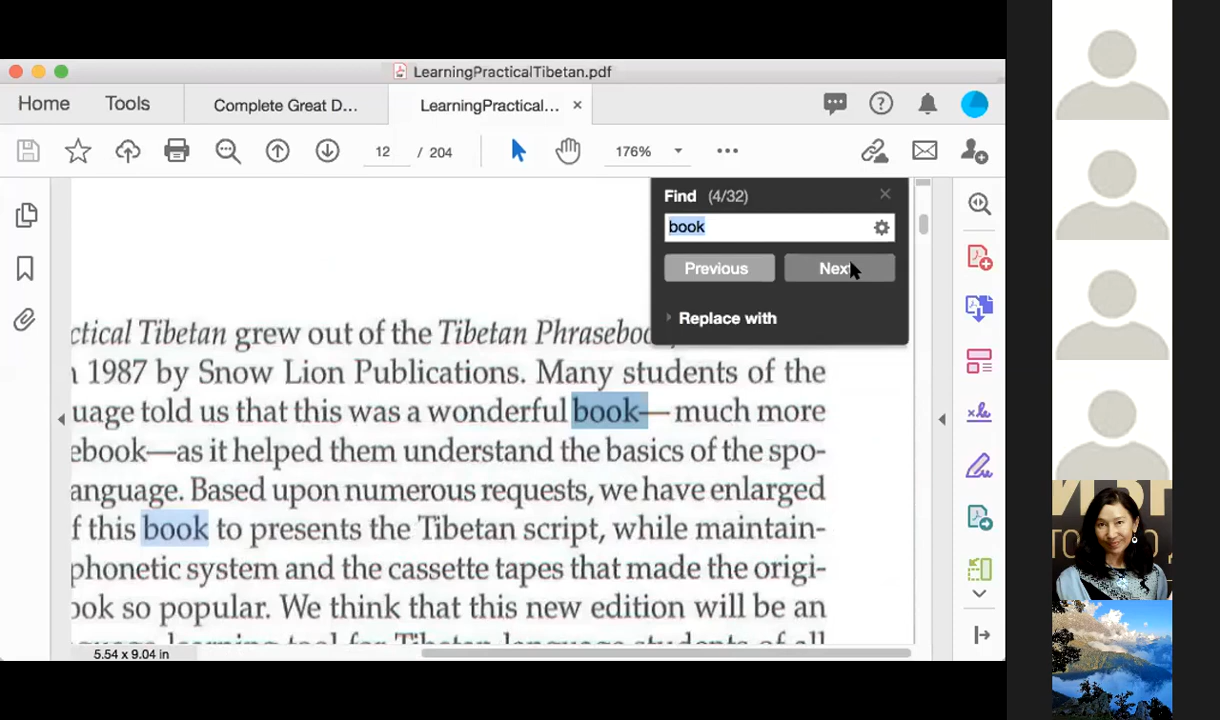 LearningPracticalTibetan.pdf
Home Tools Complete Great D... LearningPractical... ×
12 / 204 176%
Find (4/32)
book
Previous Next
Replace with
ctical Tibetan grew out of the Tibetan
1987 by Snow Lion Publications. Many students of the
uage told us that this was a wonderful book— much more
ebook—as it helped them understand the basics of the spo-
anguage. Based upon numerous requests, we have enlarged
f this book to presents the Tibetan script, while maintain-
phonetic system and the cassette tapes that made the origi-
ook so popular. We think that this new edition will be an
5.54 x 9.04 in